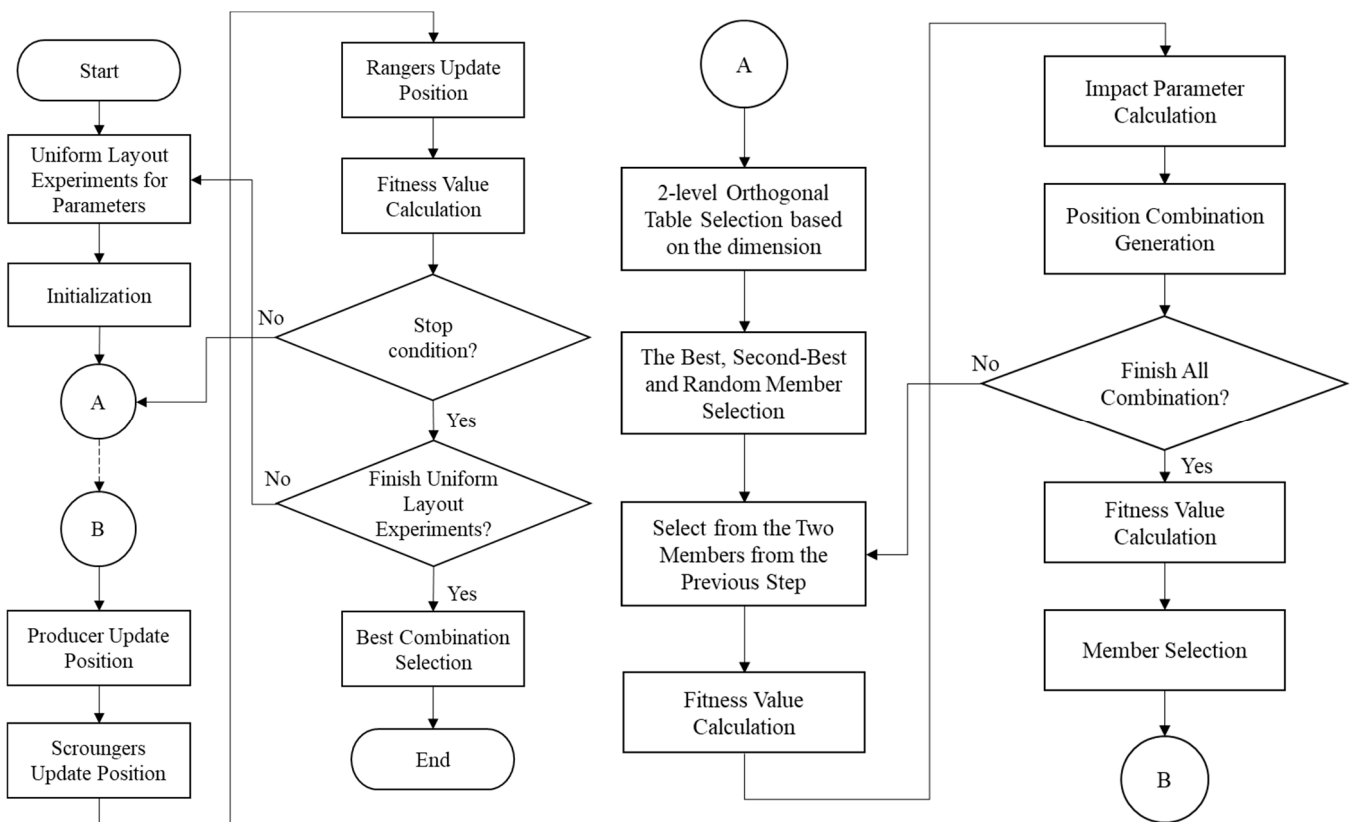 Start
Uniform Layout
Experiments for
Parameters
Initialization
A
B
Producer Update
Position
Scroungers
Update Position
Rangers Update
Position
Fitness Value
Calculation
No
Stop
condition?
Yes
No
Finish Uniform
Layout
Experiments?
Yes
Best Combination
Selection
End
A
2-level Orthogonal
Table Selection based
on the dimension
The Best, Second-Best
and Random Member
Selection
Select from the Two
Members from the
Previous Step
Fitness Value
Calculation
Impact Parameter
Calculation
Position Combination
Generation
No
Finish All
Combination?
Yes
Fitness Value
Calculation
Member Selection
B